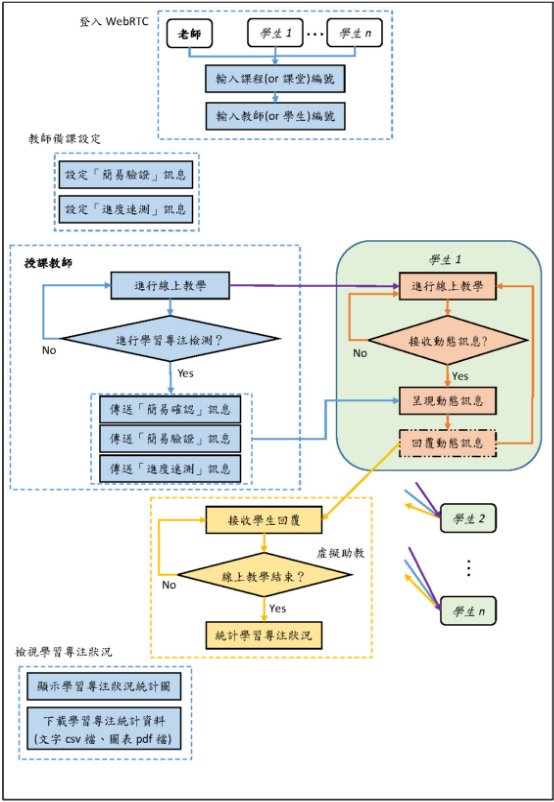 登入 WebRTC
老師
學生 1
…
學生 n
輸入課程(or 課堂)編號
輸入教師(or 學生)編號
教師備課設定
設定「簡易驗證」訊息
設定「進度速測」訊息
授課教師
進行線上教學
進行學習專注檢測？
No
Yes
傳送「簡易確認」訊息
傳送「簡易驗證」訊息
傳送「進度速測」訊息
學生 1
進行線上教學
接收動態訊息?
No
Yes
呈現動態訊息
回覆動態訊息
接收學生回覆
虛擬助教
線上教學結束？
No
Yes
統計學習專注狀況
學生 2
⋮
學生 n
檢視學習專注狀況
顯示學習專注狀況統計圖
下載學習專注統計資料
(文字 csv 檔、圖表 pdf 檔)